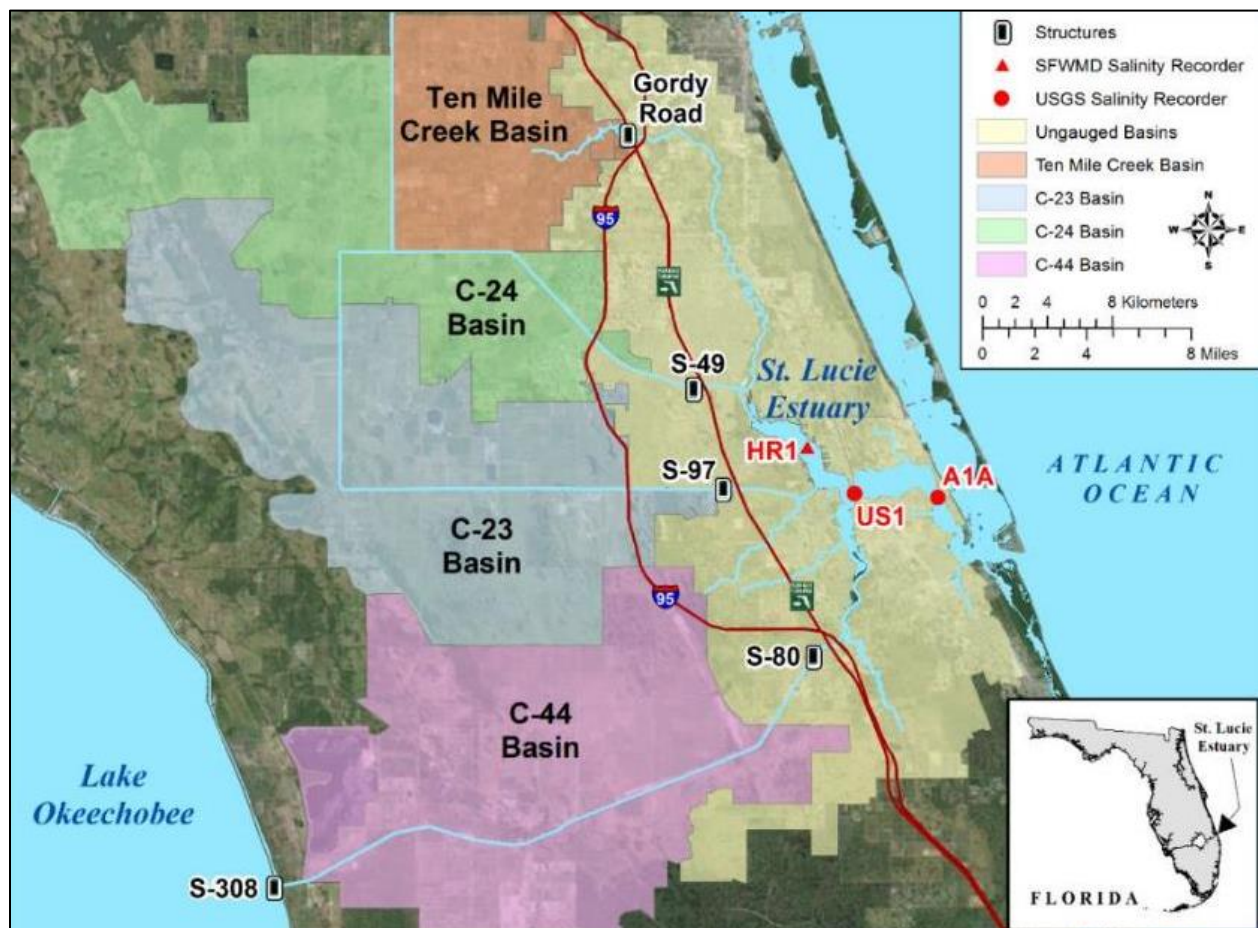 Structures
SFWMD Salinity Recorder
USGS Salinity Recorder
Ungauged Basins
Ten Mile Creek Basin
C-23 Basin
C-24 Basin
C-44 Basin
N
W E
S
0 2 4 8 Kilometers
0 2 4 8 Miles
Ten Mile
Creek Basin
Gordy
Road
95
C-24
Basin
S-49
St. Lucie
Estuary
HR1
S-97
A1A
US1
ATLANTIC
OCEAN
C-23
Basin
95
S-80
C-44
Basin
Lake
Okeechobee
S-308
St. Lucie
Estuary
FLORIDA